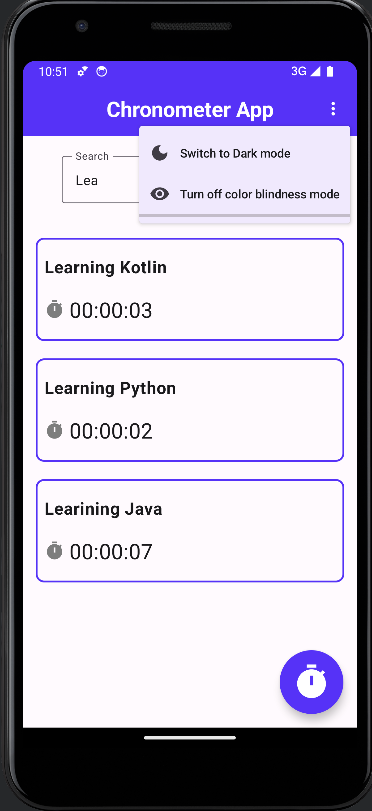 10:51
3G
Chronometer App
Switch to Dark mode
Turn off color blindness mode
Search
Lea
Learning Kotlin
00:00:03
Learning Python
00:00:02
Learining Java
00:00:07